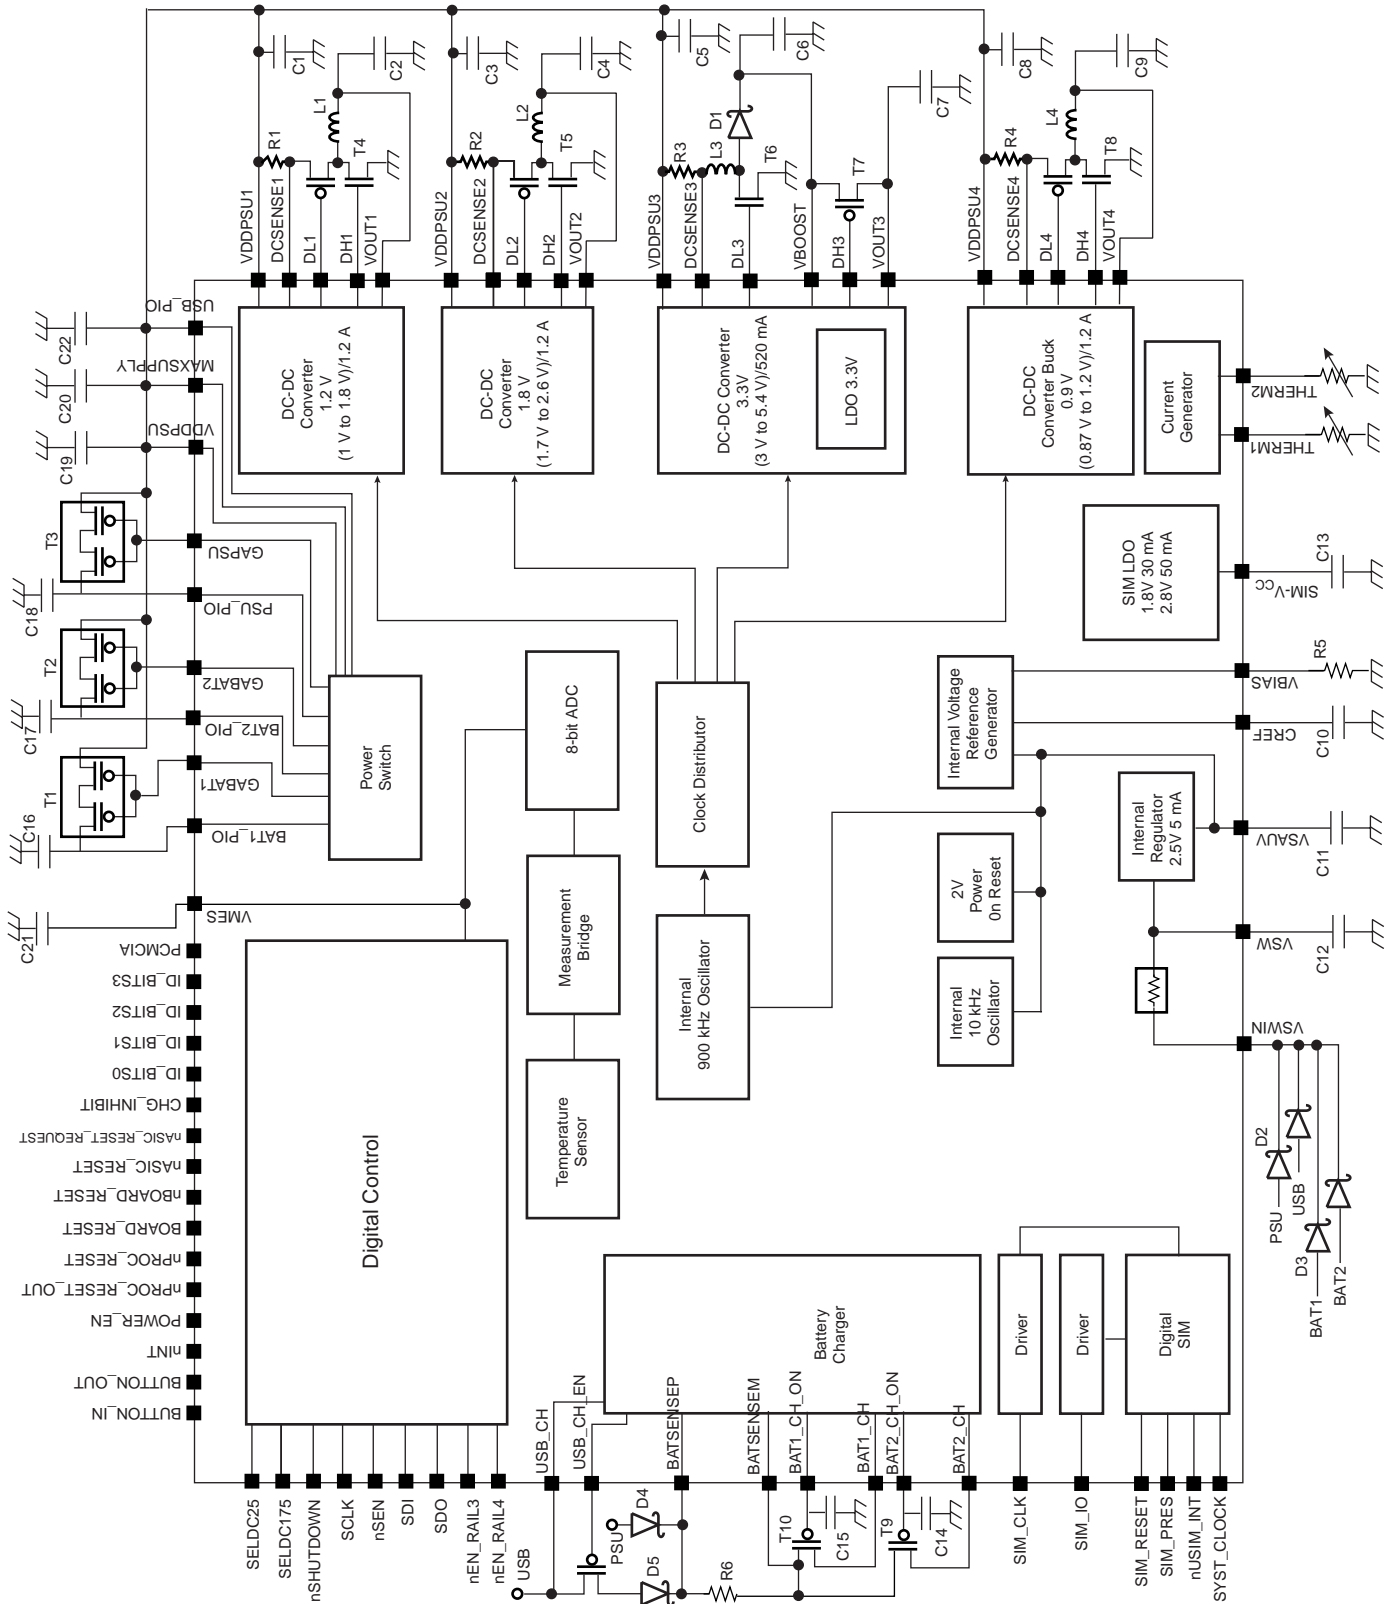 C22
USB_PIO
C20
MAXSUPPLY
C19
VDDPSU
T3
GAPSU
C18
PSU_PIO
T2
GABAT2
C17
BAT2_PIO
T1
GABAT1
C16
BAT1_PIO
C21
VMES
PCMCIA
ID_BITS3
ID_BITS2
ID_BITS1
ID_BITS0
CHG_INHIBIT
nASIC_RESET_REQUEST
nASIC_RESET
nBOARD_RESET
BOARD_RESET
nPROC_RESET
nPROC_RESET_OUT
POWER_EN
nINT
BUTTON_OUT
BUTTON_IN
C1
C2
R1
L1
T4
VDDPSU1
DCSENSE1
DL1
DH1
VOUT1
C3
C4
R2
L2
T5
VDDPSU2
DCSENSE2
DL2
DH2
VOUT2
C5
C6
R3
L3
D1
T6
T7
C7
VDDPSU3
DCSENSE3
DL3
VBOOST
DH3
VOUT3
C8
C9
R4
L4
T8
VDDPSU4
DCSENSE4
DL4
DH4
VOUT4
DC-DC
Converter
1.2 V
(1 V to 1.8 V)/1.2 A
DC-DC
Converter
1.8 V
(1.7 V to 2.6 V)/1.2 A
DC-DC Converter
3.3V
(3 V to 5.4 V)/520 mA
LDO 3.3V
DC-DC
Converter Buck
0.9 V
(0.87 V to 1.2 V)/1.2 A
Current
Generator
THERM2
THERM1
SIM LDO
1.8V 30 mA
2.8V 50 mA
SIM-VCC
C13
Power
Switch
8-bit ADC
Clock Distributor
Internal Voltage
Reference
Generator
VBIAS
R5
CREF
C10
Measurement
Bridge
Internal
900 kHz Oscillator
2V
Power
0n Reset
Internal
Regulator
2.5V 5 mA
VSAUV
C11
VSW
C12
Internal
10 kHz
Oscillator
VSWIN
Temperature
Sensor
Digital Control
D2
PSU
USB
D3
BAT1
BAT2
Battery
Charger
Driver
Driver
Digital
SIM
SELDC25
SELDC175
nSHUTDOWN
SCLK
nSEN
SDI
SDO
nEN_RAIL3
nEN_RAIL4
USB_CH
USB_CH_EN
BATSENSEP
BATSENSEM
BAT1_CH_ON
BAT1_CH
BAT2_CH_ON
BAT2_CH
SIM_CLK
SIM_IO
SIM_RESET
SIM_PRES
nUSIM_INT
SYST_CLOCK
USB
PSU
D4
D5
R6
T10
C15
T9
C14